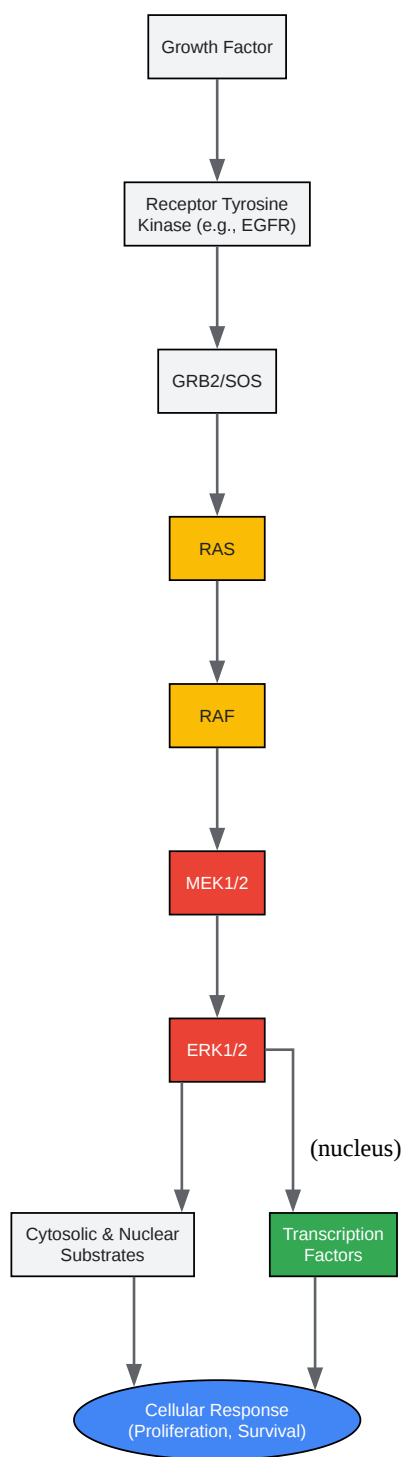 Growth Factor
Receptor Tyrosine
Kinase (e.g., EGFR)
GRB2/SOS
RAS
RAF
MEK1/2
ERK1/2
(nucleus)
Cytosolic & Nuclear
Substrates
Transcription
Factors
Cellular Response
(Proliferation, Survival)